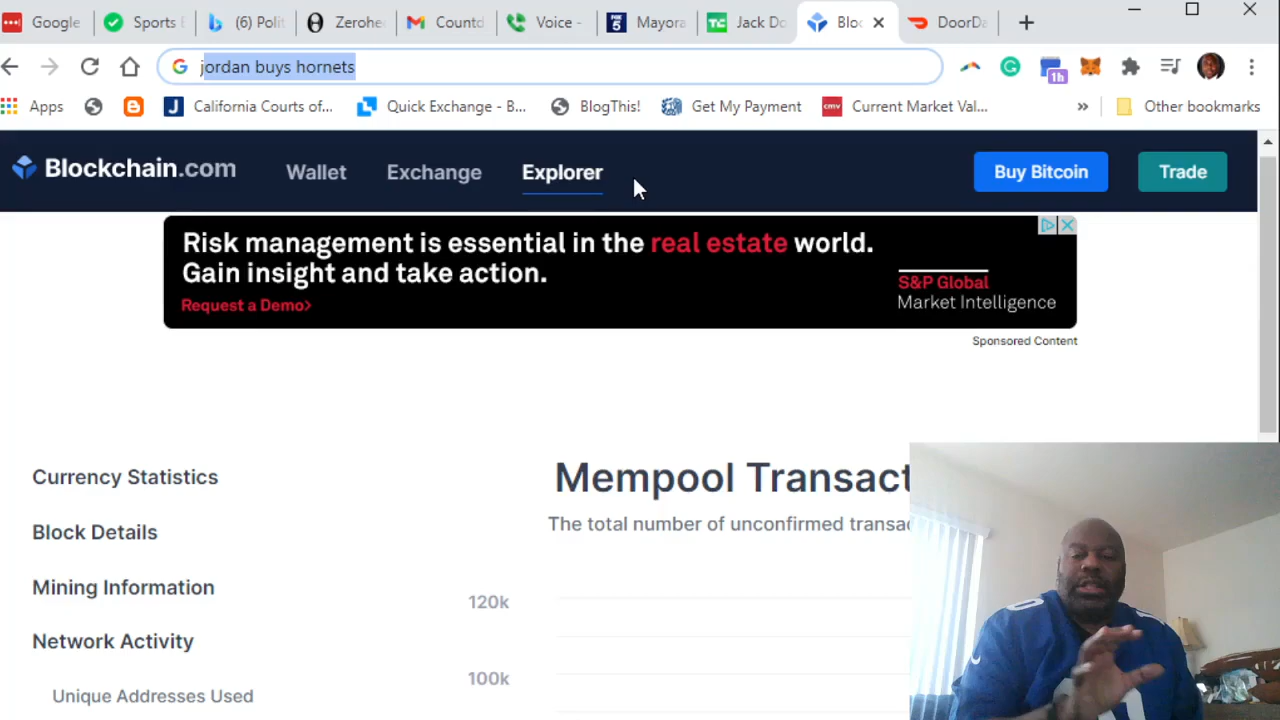 Google
Sports
(6) Polit
Zerohe
Countd
Voice -
Mayora
Jack Do
Bloc
DoorDa
jordan buys hornets
1h
Apps
California Courts of...
Quick Exchange - B...
BlogThis!
Get My Payment
cmv
Current Market Val...
»
Other bookmarks
Blockchain.com
Wallet
Exchange
Explorer
Buy Bitcoin
Trade
Risk management is essential in the real estate world.
Gain insight and take action.
Request a Demo>
S&P Global
Market Intelligence
Sponsored Content
Currency Statistics
Block Details
Mining Information
Network Activity
Unique Addresses Used
Mempool Transact
The total number of unconfirmed transac
120k
100k